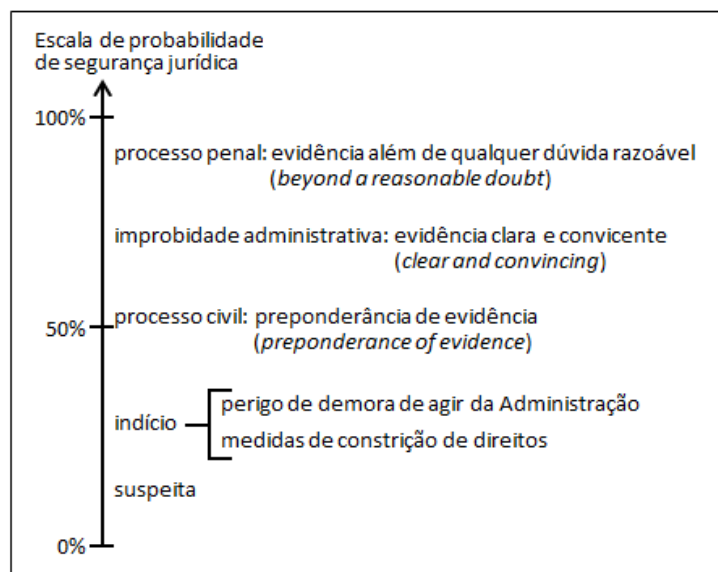 Escala de probabilidade
de segurança jurídica
100%
processo penal: evidência além de qualquer dúvida razoável
(beyond a reasonable doubt)
improbidade administrativa: evidência clara e convicente
(clear and convincing)
50%
processo civil: preponderância de evidência
(preponderance of evidence)
perigo de demora de agir da Administração
indício
medidas de constrição de direitos
suspeita
0%